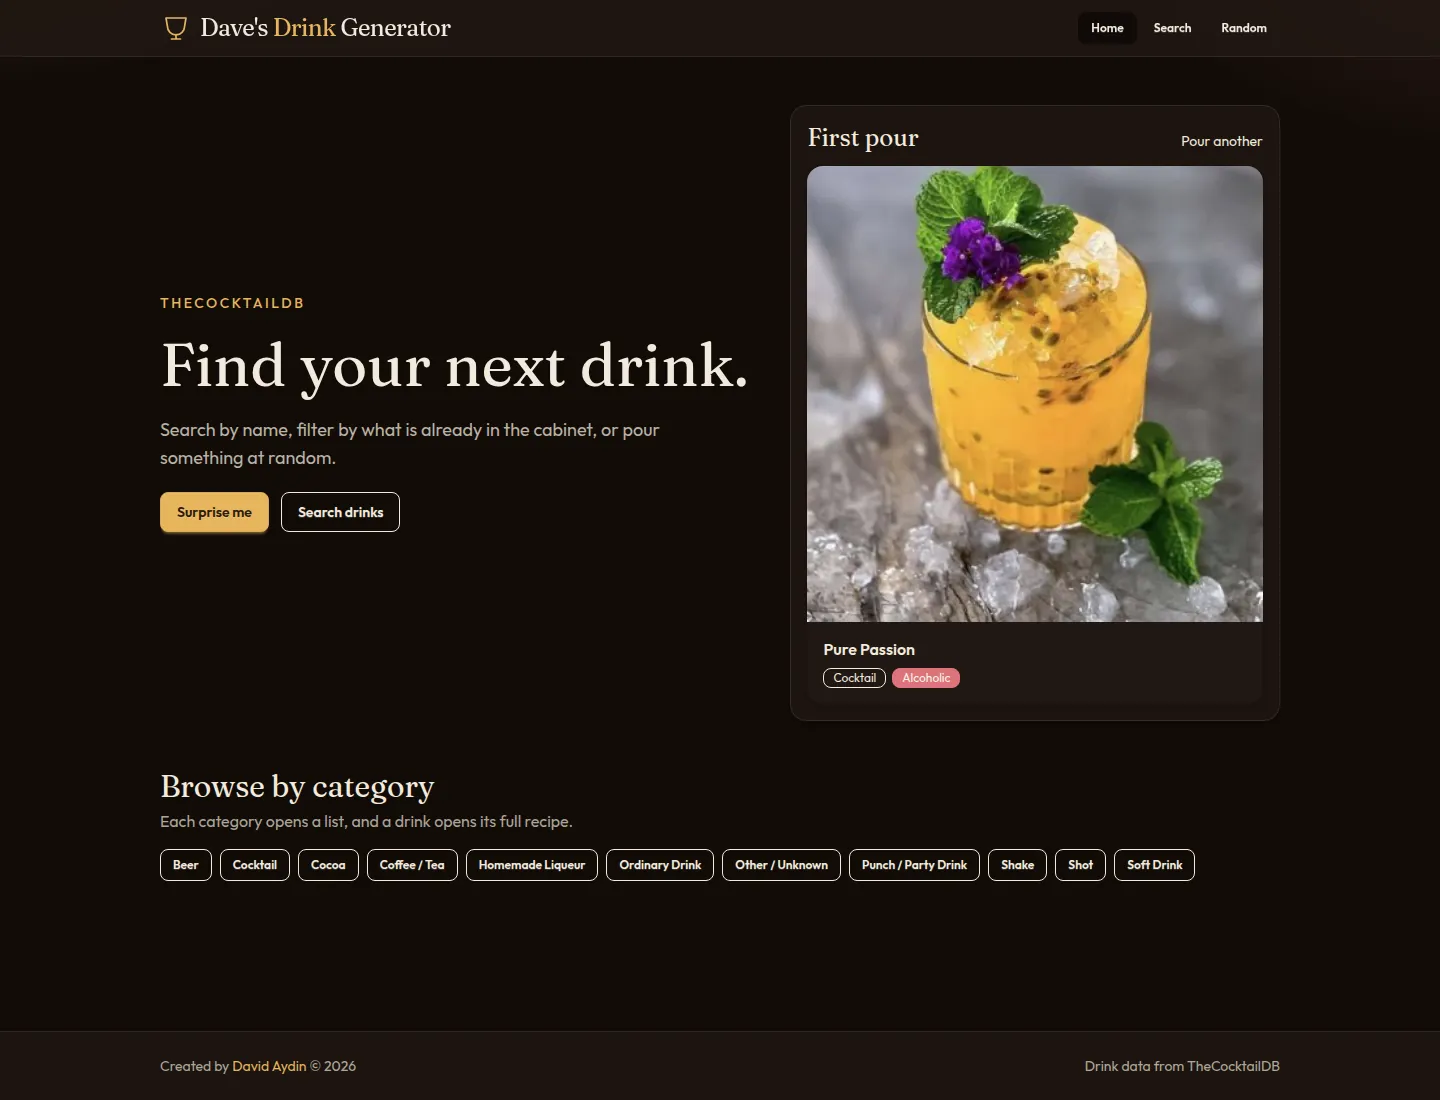 Dave's Drink Generator
Home
Search
Random
THECOCKTAILDB
Find your next drink.
Search by name, filter by what is already in the cabinet, or pour
something at random.
Surprise me
Search drinks
First pour
Pour another
Pure Passion
Cocktail
Alcoholic
Browse by category
Each category opens a list, and a drink opens its full recipe.
Beer
Cocktail
Cocoa
Coffee / Tea
Homemade Liqueur
Ordinary Drink
Other / Unknown
Punch / Party Drink
Shake
Shot
Soft Drink
Created by David Aydin © 2026
Drink data from TheCocktailDB